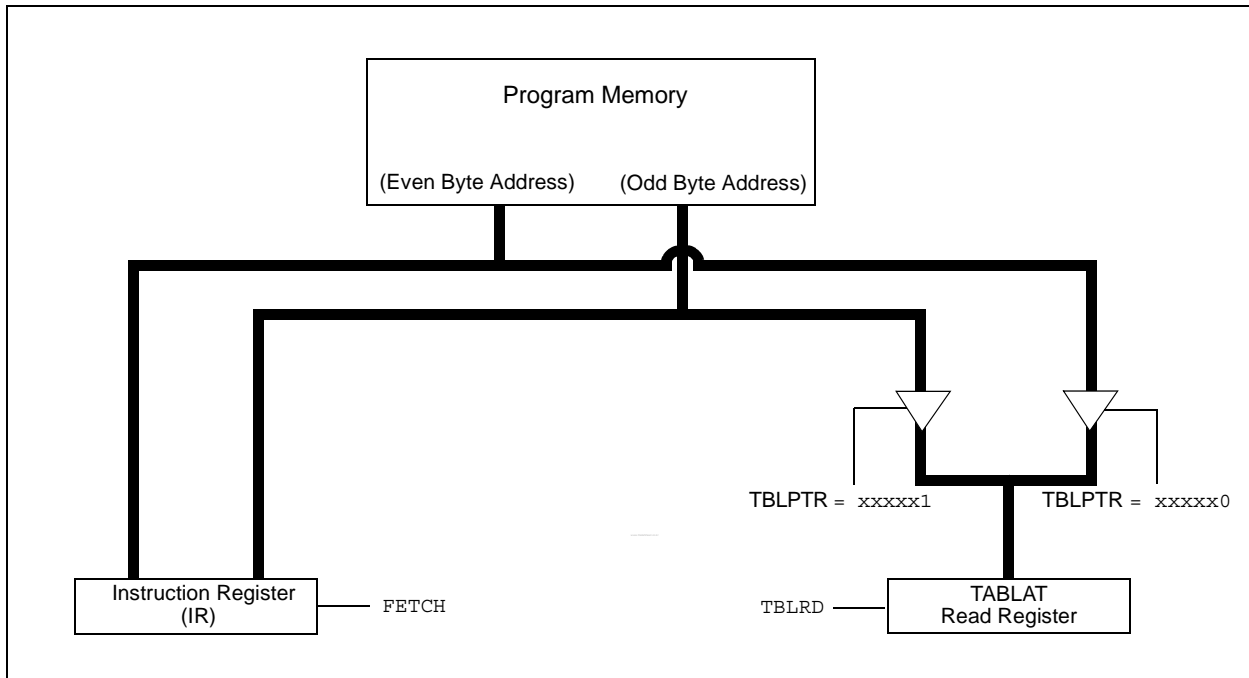 Program Memory
(Even Byte Address) (Odd Byte Address)
TBLPTR = xxxxx1 TBLPTR = xxxxx0
Instruction Register
(IR)
FETCH
TBLRD
TABLAT
Read Register